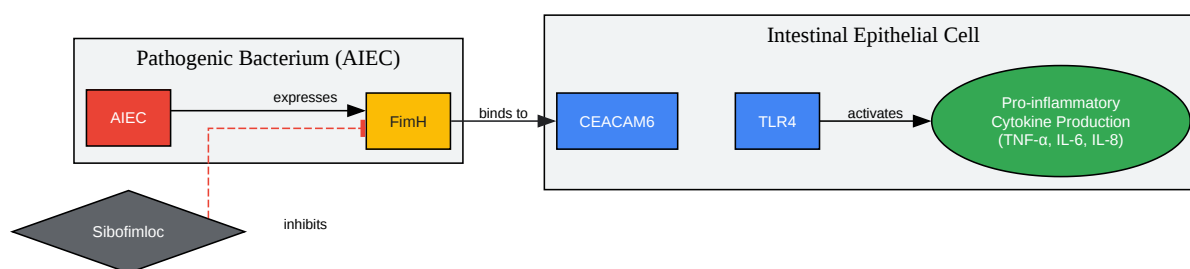 Pathogenic Bacterium (AIEC)
Intestinal Epithelial Cell
AIEC
expresses
FimH
binds to
CEACAM6
TLR4
activates
Pro-inflammatory
Cytokine Production
(TNF-α, IL-6, IL-8)
Sibofimloc
inhibits